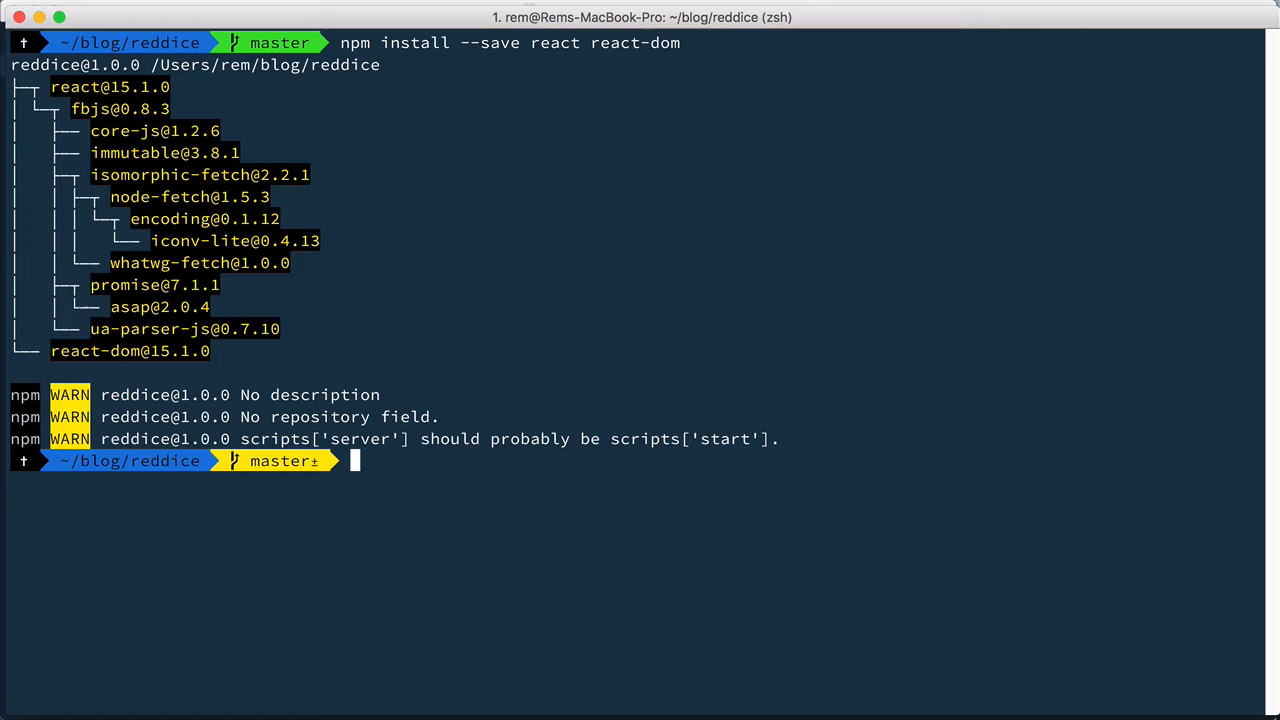 1. rem@Rems-MacBook-Pro: ~/blog/reddice (zsh)
† ~/blog/reddice master npm install --save react react-dom
reddice@1.0.0 /Users/rem/blog/reddice
├─┬ react@15.1.0
│ └─┬ fbjs@0.8.3
│   ├── core-js@1.2.6
│   ├── immutable@3.8.1
│   ├─┬ isomorphic-fetch@2.2.1
│   │ ├─┬ node-fetch@1.5.3
│   │ │ └─┬ encoding@0.1.12
│   │ │   └── iconv-lite@0.4.13
│   │ └── whatwg-fetch@1.0.0
│   ├─┬ promise@7.1.1
│   │ └── asap@2.0.4
│   └── ua-parser-js@0.7.10
└── react-dom@15.1.0
npm WARN reddice@1.0.0 No description
npm WARN reddice@1.0.0 No repository field.
npm WARN reddice@1.0.0 scripts['server'] should probably be scripts['start'].
† ~/blog/reddice master±